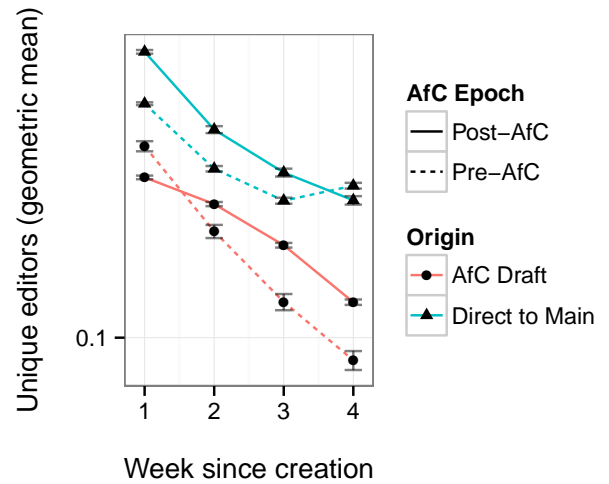 Unique editors (geometric mean)
0.1
1 2 3 4
Week since creation
AfC Epoch
Post−AfC
Pre−AfC
Origin
AfC Draft
Direct to Main